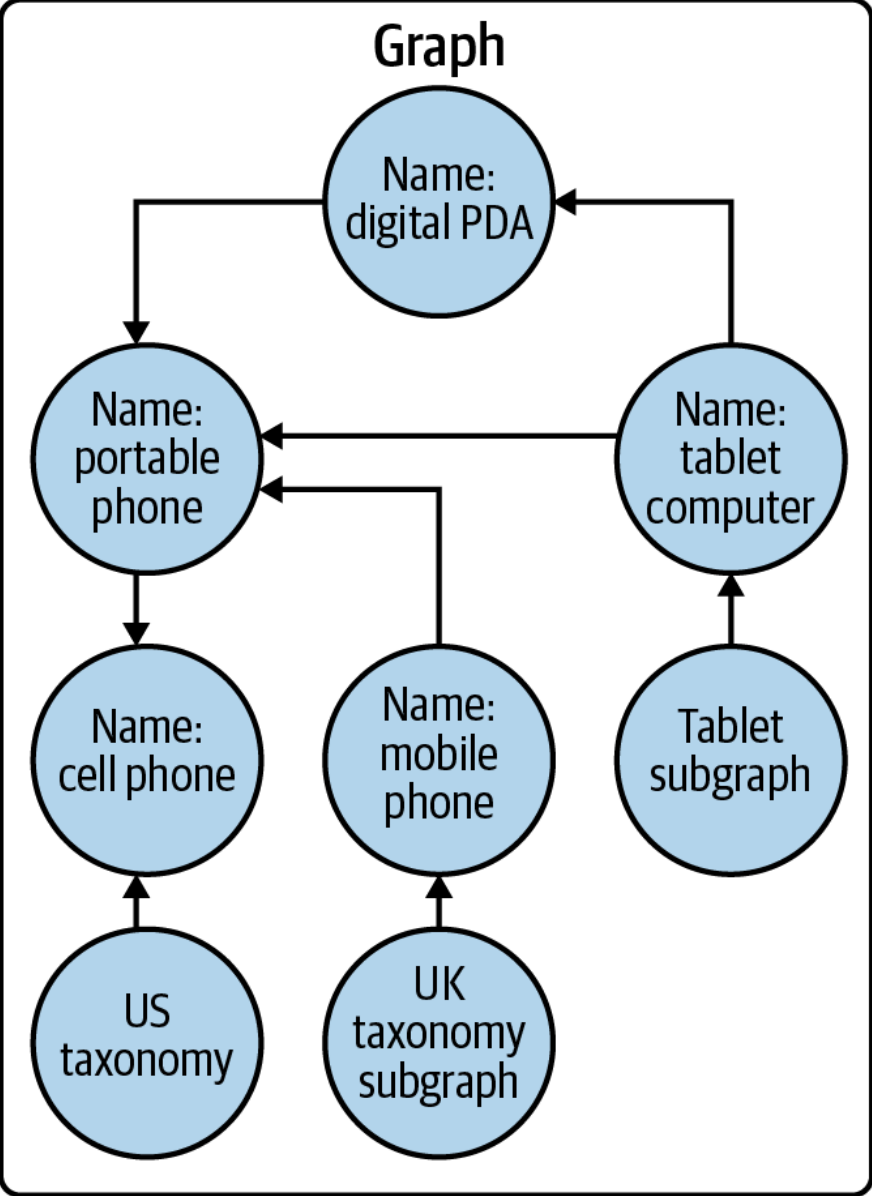 Graph
Name:
digital PDA
Name:
portable
phone
Name:
tablet
computer
Name:
cell phone
Name:
mobile
phone
Tablet
subgraph
US
taxonomy
UK
taxonomy
subgraph